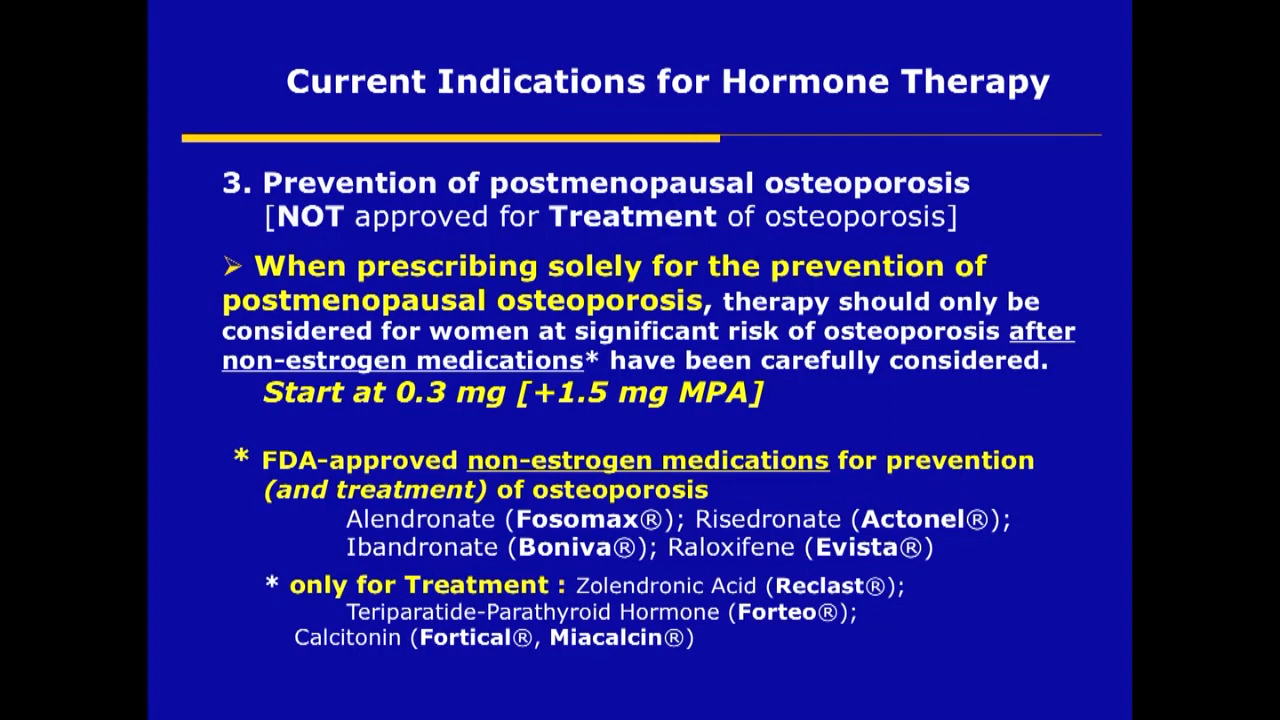 Current Indications for Hormone Therapy
3. Prevention of postmenopausal osteoporosis
[NOT approved for Treatment of osteoporosis]
➢ When prescribing solely for the prevention of
postmenopausal osteoporosis, therapy should only be
considered for women at significant risk of osteoporosis after
non-estrogen medications* have been carefully considered.
Start at 0.3 mg [+1.5 mg MPA]
* FDA-approved non-estrogen medications for prevention
(and treatment) of osteoporosis
Alendronate (Fosomax®); Risedronate (Actonel®);
Ibandronate (Boniva®); Raloxifene (Evista®)
* only for Treatment : Zolendronic Acid (Reclast®);
Teriparatide-Parathyroid Hormone (Forteo®);
Calcitonin (Fortical®, Miacalcin®)